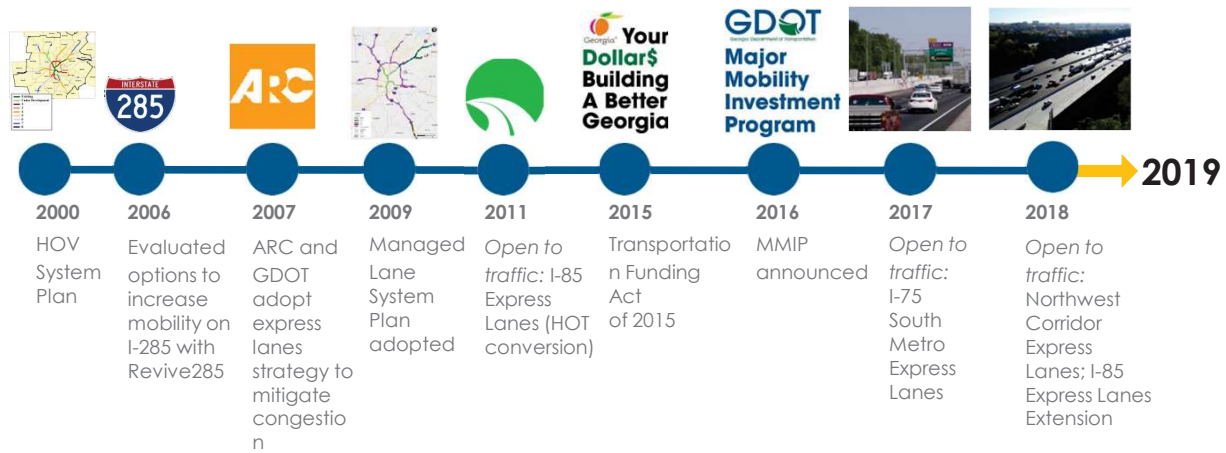 INTERSTATE
285
ARC
Georgia Your
Dollar$
Building
A Better
Georgia
GDOT
Georgia Department of Transportation
Major
Mobility
Investment
Program
2019
2000
HOV
System
Plan
2006
Evaluated
options to
increase
mobility on
I-285 with
Revive285
2007
ARC and
GDOT
adopt
express
lanes
strategy to
mitigate
congestio
n
2009
Managed
Lane
System
Plan
adopted
2011
Open to
traffic: I-85
Express
Lanes (HOT
conversion)
2015
Transportatio
n Funding
Act
of 2015
2016
MMIP
announced
2017
Open to
traffic:
I-75
South
Metro
Express
Lanes
2018
Open to
traffic:
Northwest
Corridor
Express
Lanes; I-85
Express Lanes
Extension